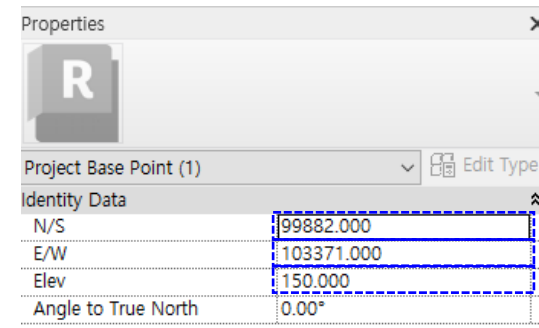 Properties
R
Project Base Point (1) Edit Type
Identity Data
N/S 99882.000
E/W 103371.000
Elev 150.000
Angle to True North 0.00°